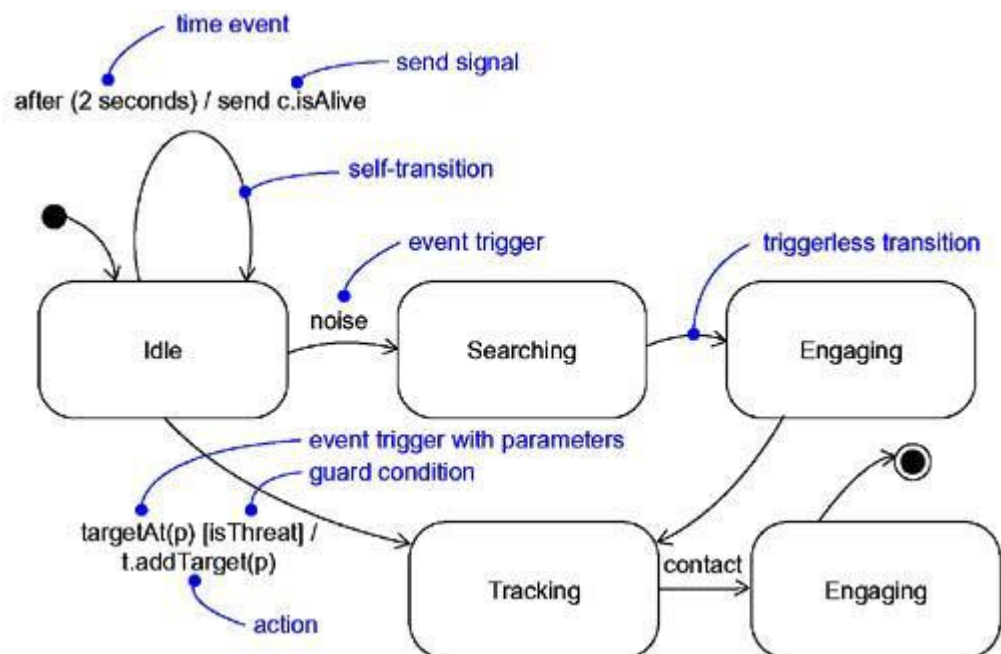 time event
send signal
after (2 seconds) / send c.isAlive
self-transition
event trigger
triggerless transition
noise
Idle
Searching
Engaging
event trigger with parameters
guard condition
targetAt(p) [isThreat] /
t.addTarget(p)
contact
Tracking
Engaging
action